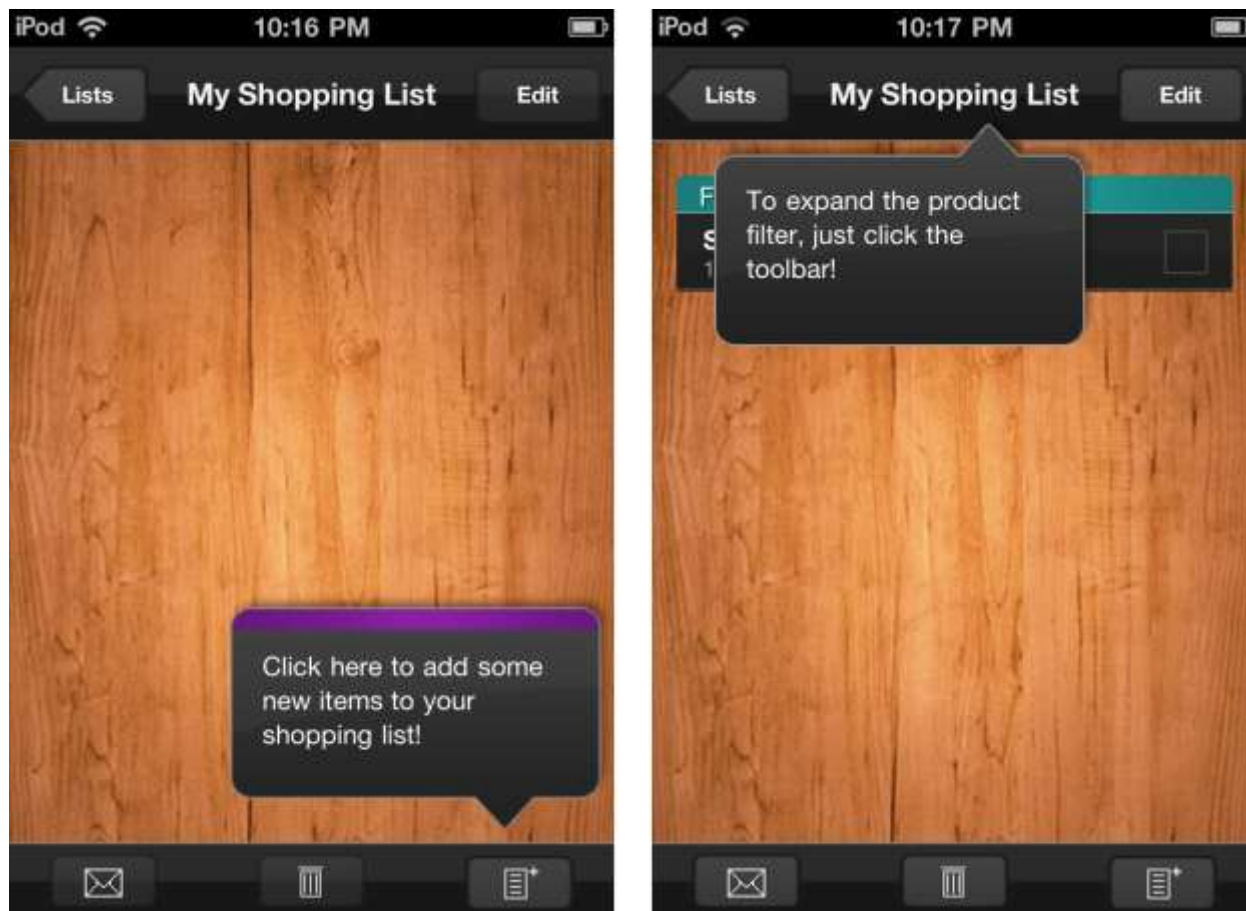 iPod 10:16 PM
Lists My Shopping List Edit
Click here to add some
new items to your
shopping list!
iPod 10:17 PM
Lists My Shopping List Edit
To expand the product
filter, just click the
toolbar!